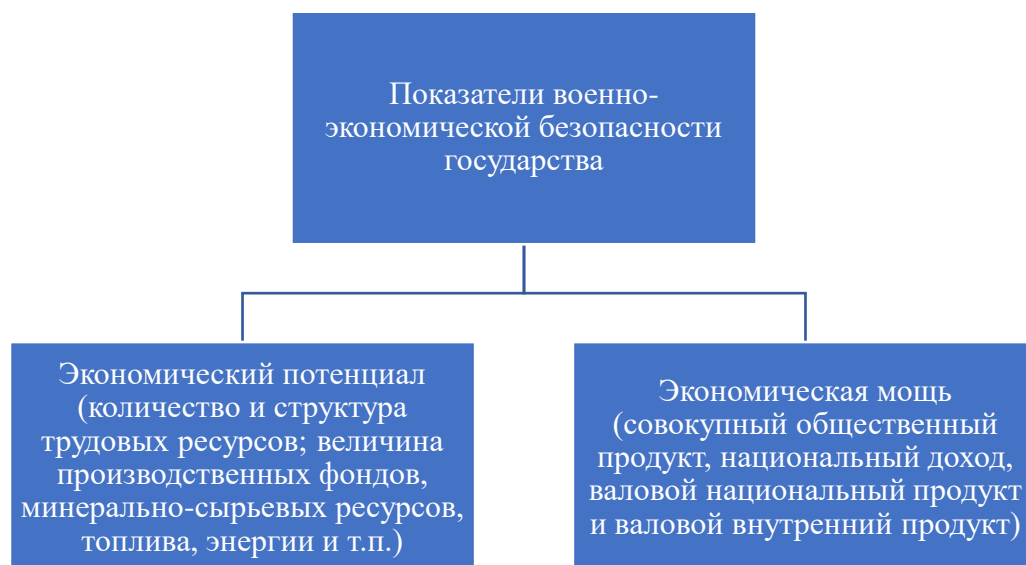 Показатели военно-
экономической безопасности
государства
Экономический потенциал
(количество и структура
трудовых ресурсов; величина
производственных фондов,
минерально-сырьевых ресурсов,
топлива, энергии и т.п.)
Экономическая мощь
(совокупный общественный
продукт, национальный доход,
валовой национальный продукт
и валовой внутренний продукт)